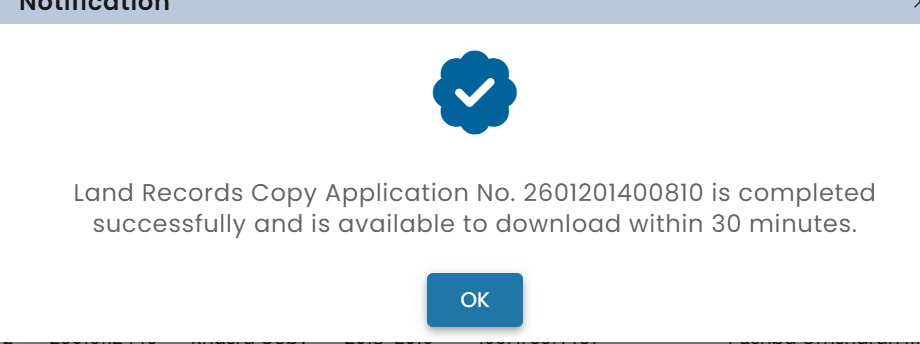 Notification
Land Records Copy Application No. 2601201400810 is completed
successfully and is available to download within 30 minutes.
OK